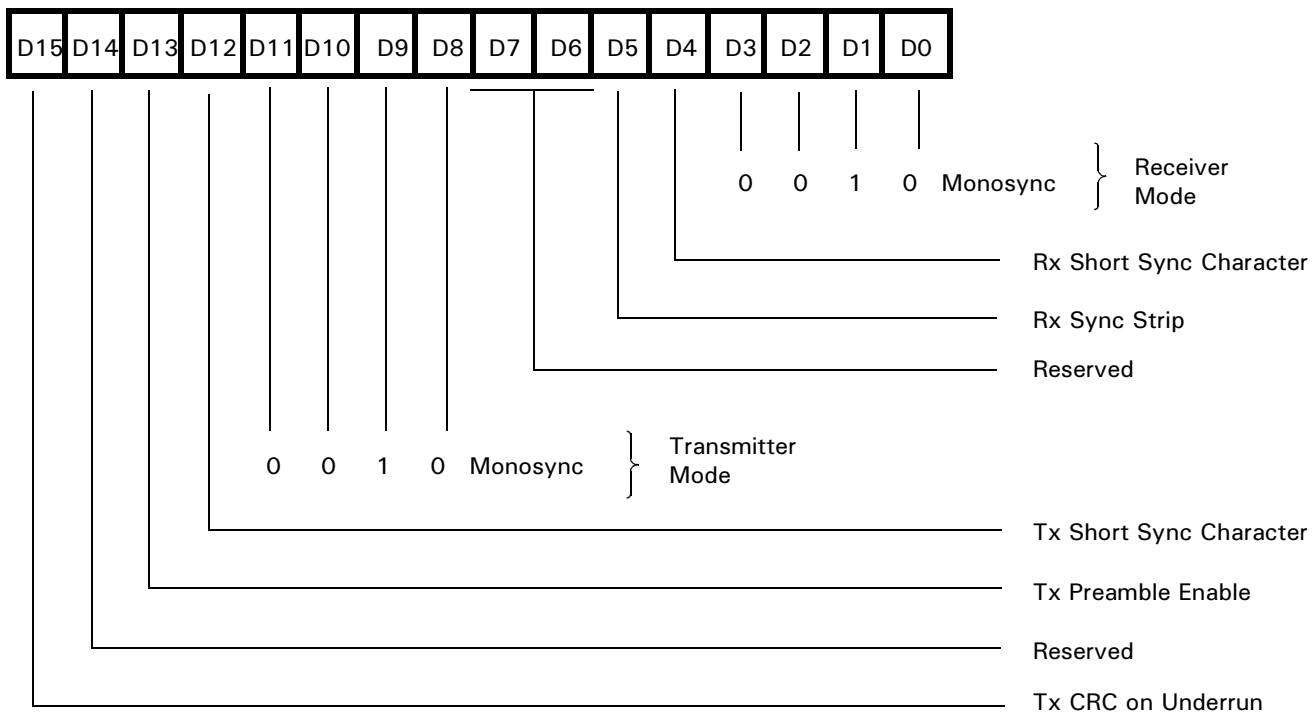 D15 D14 D13 D12 D11 D10 D9 D8 D7 D6 D5 D4 D3 D2 D1 D0
0 0 1 0 Monosync
Receiver
Mode
Rx Short Sync Character
Rx Sync Strip
Reserved
0 0 1 0 Monosync
Transmitter
Mode
Tx Short Sync Character
Tx Preamble Enable
Reserved
Tx CRC on Underrun